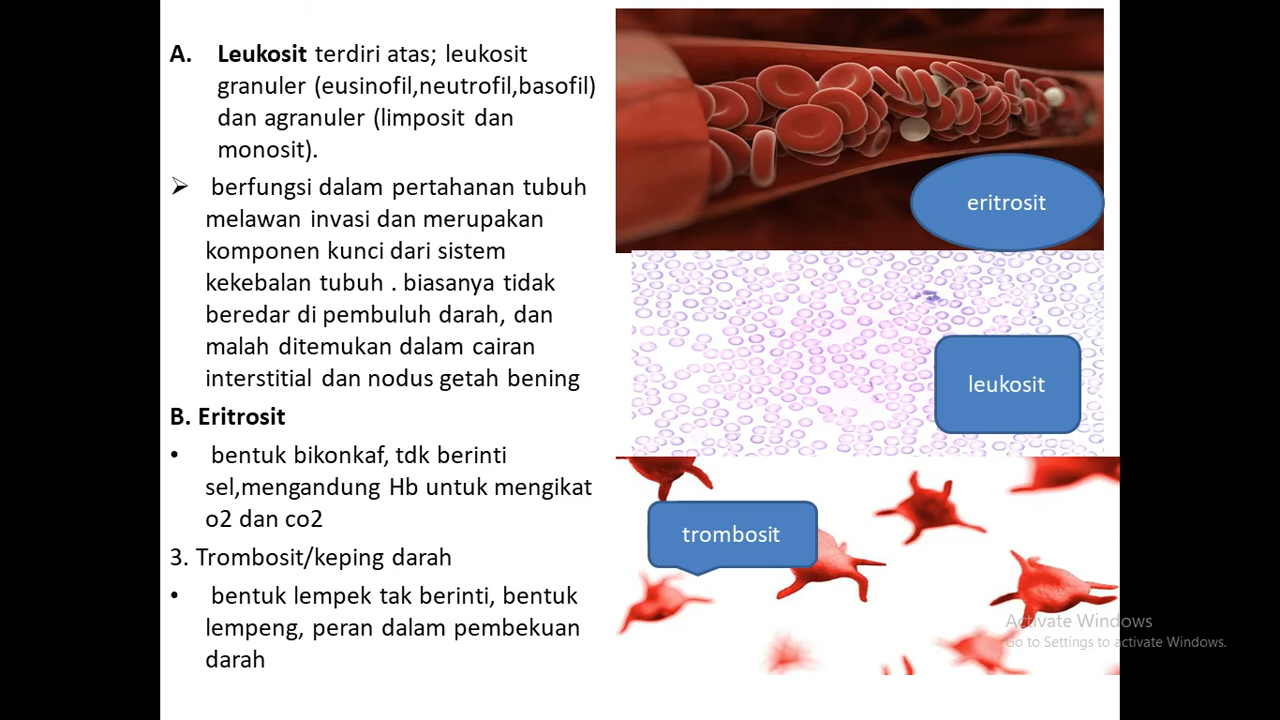 A. Leukosit terdiri atas; leukosit
granuler (eusinofil,neutrofil,basofil)
dan agranuler (limposit dan
monosit).
➢ berfungsi dalam pertahanan tubuh
melawan invasi dan merupakan
komponen kunci dari sistem
kekebalan tubuh . biasanya tidak
beredar di pembuluh darah, dan
malah ditemukan dalam cairan
interstitial dan nodus getah bening
B. Eritrosit
• bentuk bikonkaf, tdk berinti
sel,mengandung Hb untuk mengikat
o2 dan co2
3. Trombosit/keping darah
• bentuk lempek tak berinti, bentuk
lempeng, peran dalam pembekuan
darah
eritrosit
leukosit
trombosit
Activate Windows
Go to Settings to activate Windows.